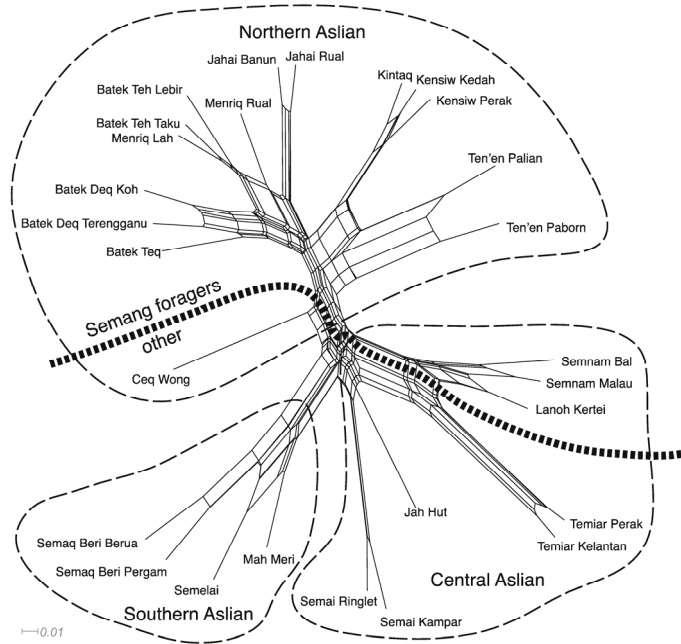 Northern Aslian
Jahai Banun
Jahai Rual
Kintaq
Kensiw Kedah
Kensiw Perak
Batek Teh Lebir
Menriq Rual
Batek Teh Taku
Menriq Lah
Ten'en Palian
Batek Deq Koh
Batek Deq Terengganu
Ten'en Paborn
Batek Teq
Semang foragers
other
Ceq Wong
Semnam Bal
Semnam Malau
Lanoh Kertei
Jah Hut
Temiar Perak
Temiar Kelantan
Semaq Beri Berua
Mah Meri
Semaq Beri Pergam
Semelai
Central Aslian
Semai Ringlet
Southern Aslian
Semai Kampar
0.01